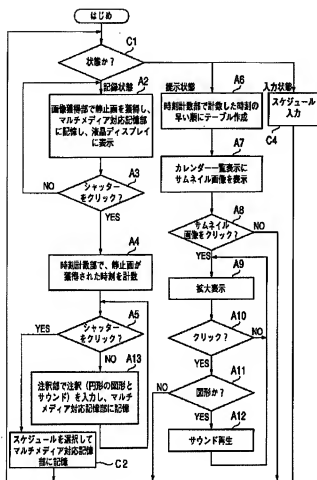 はじめ
C1
状態か?
記録状態
A2
画像獲得部で静止画を獲得し、
マルチメディア対応記憶部
に記憶し、液晶ディスプレイ
に表示
A3
NO
シャッター
をクリック?
YES
A4
時刻計数部で、静止画が
獲得された時刻を計数
A5
YES
シャッター
をクリック?
NO
A13
注釈部で注釈(円形の図形と
サウンド)を入力し、マルチ
メディア対応記憶部に記憶
スケジュールを選択して
マルチメディア対応記憶
部に記憶
C2
提示状態
A6
時刻計数部で計数した時刻の
早い順にテーブル作成
A7
カレンダー一覧表示に
サムネイル画像を表示
A8
サムネイル
画像をクリック?
NO
YES
A9
拡大表示
A10
クリック?
NO
YES
A11
NO
図形か?
YES
A12
サウンド再生
入力状態
スケジュール
入力
C4